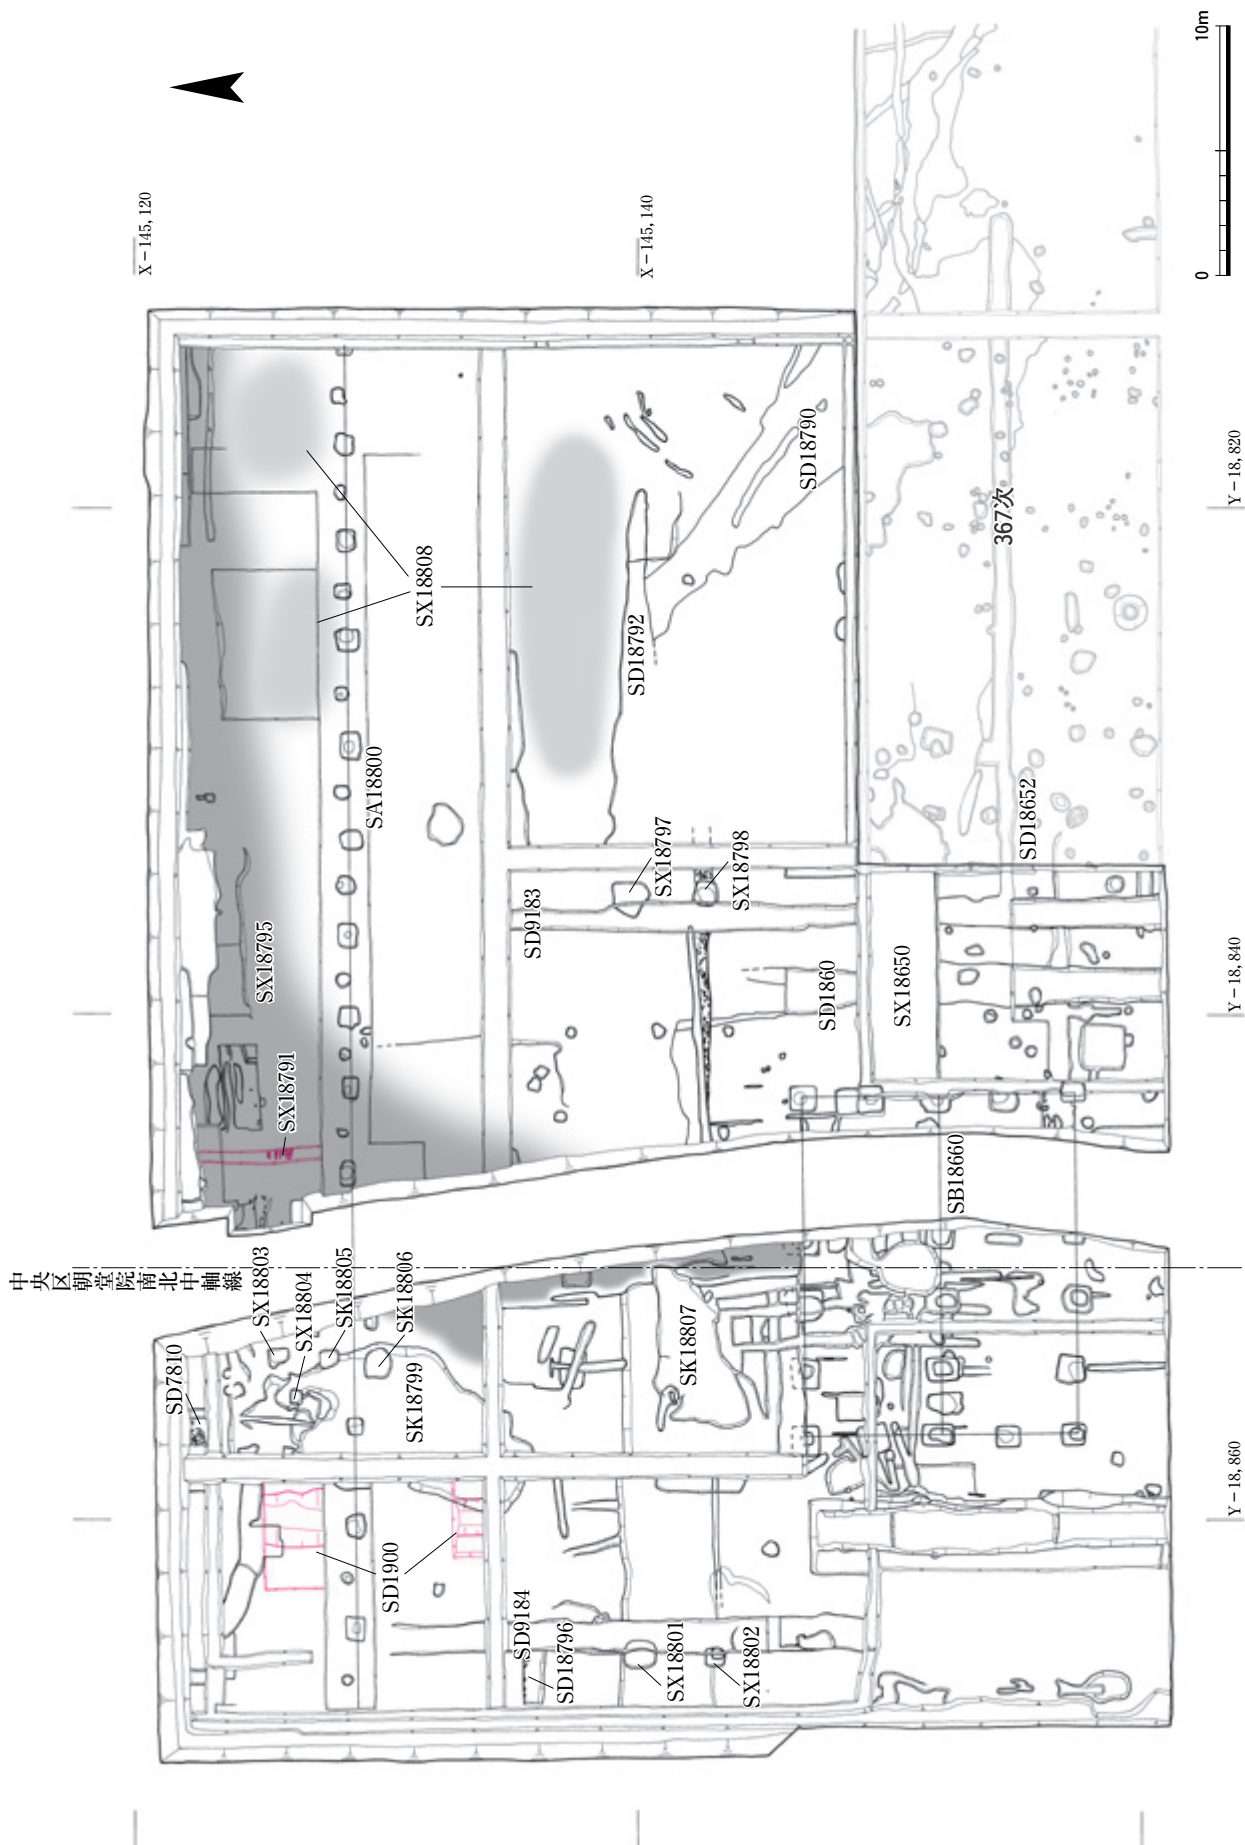 10m
0
X－145, 120
X－145, 140
Y－18, 820
Y－18, 840
Y－18, 860
SX18808
SD18790
367次
SD18792
SA18800
SD18652
SX18797
SX18798
SD9183
SX18795
SD1860
SX18650
SX18791
SB18660
中央区朝堂院南北中軸線
SX18803
SX18804
SK18805
SK18806
SD7810
SK18799
SK18807
SD1900
SD9184
SD18796
SX18801
SX18802